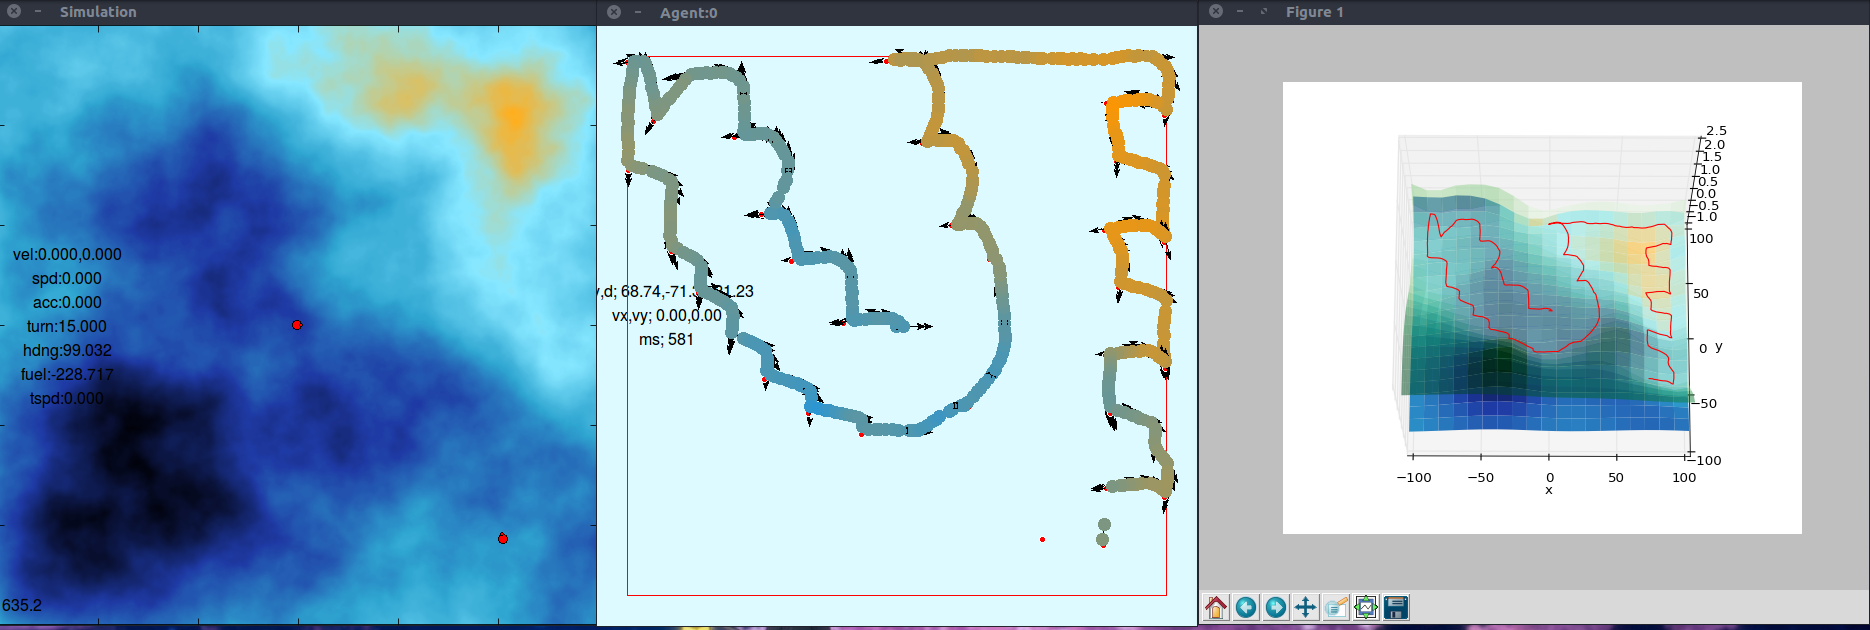 Simulation
vel:0.000,0.000
spd:0.000
acc:0.000
turn:15.000
hdng:99.032
fuel:-228.717
tspd:0.000
635.2
Agent:0
,d; 68.74,-71. 1.23
vx,vy; 0.00,0.00
ms; 581
Figure 1
2.5
2.0
1.5
1.0
0.5
0.0
−0.5
−1.0
100
50
0 y
−50
−100
−100 −50 0 50 100
x